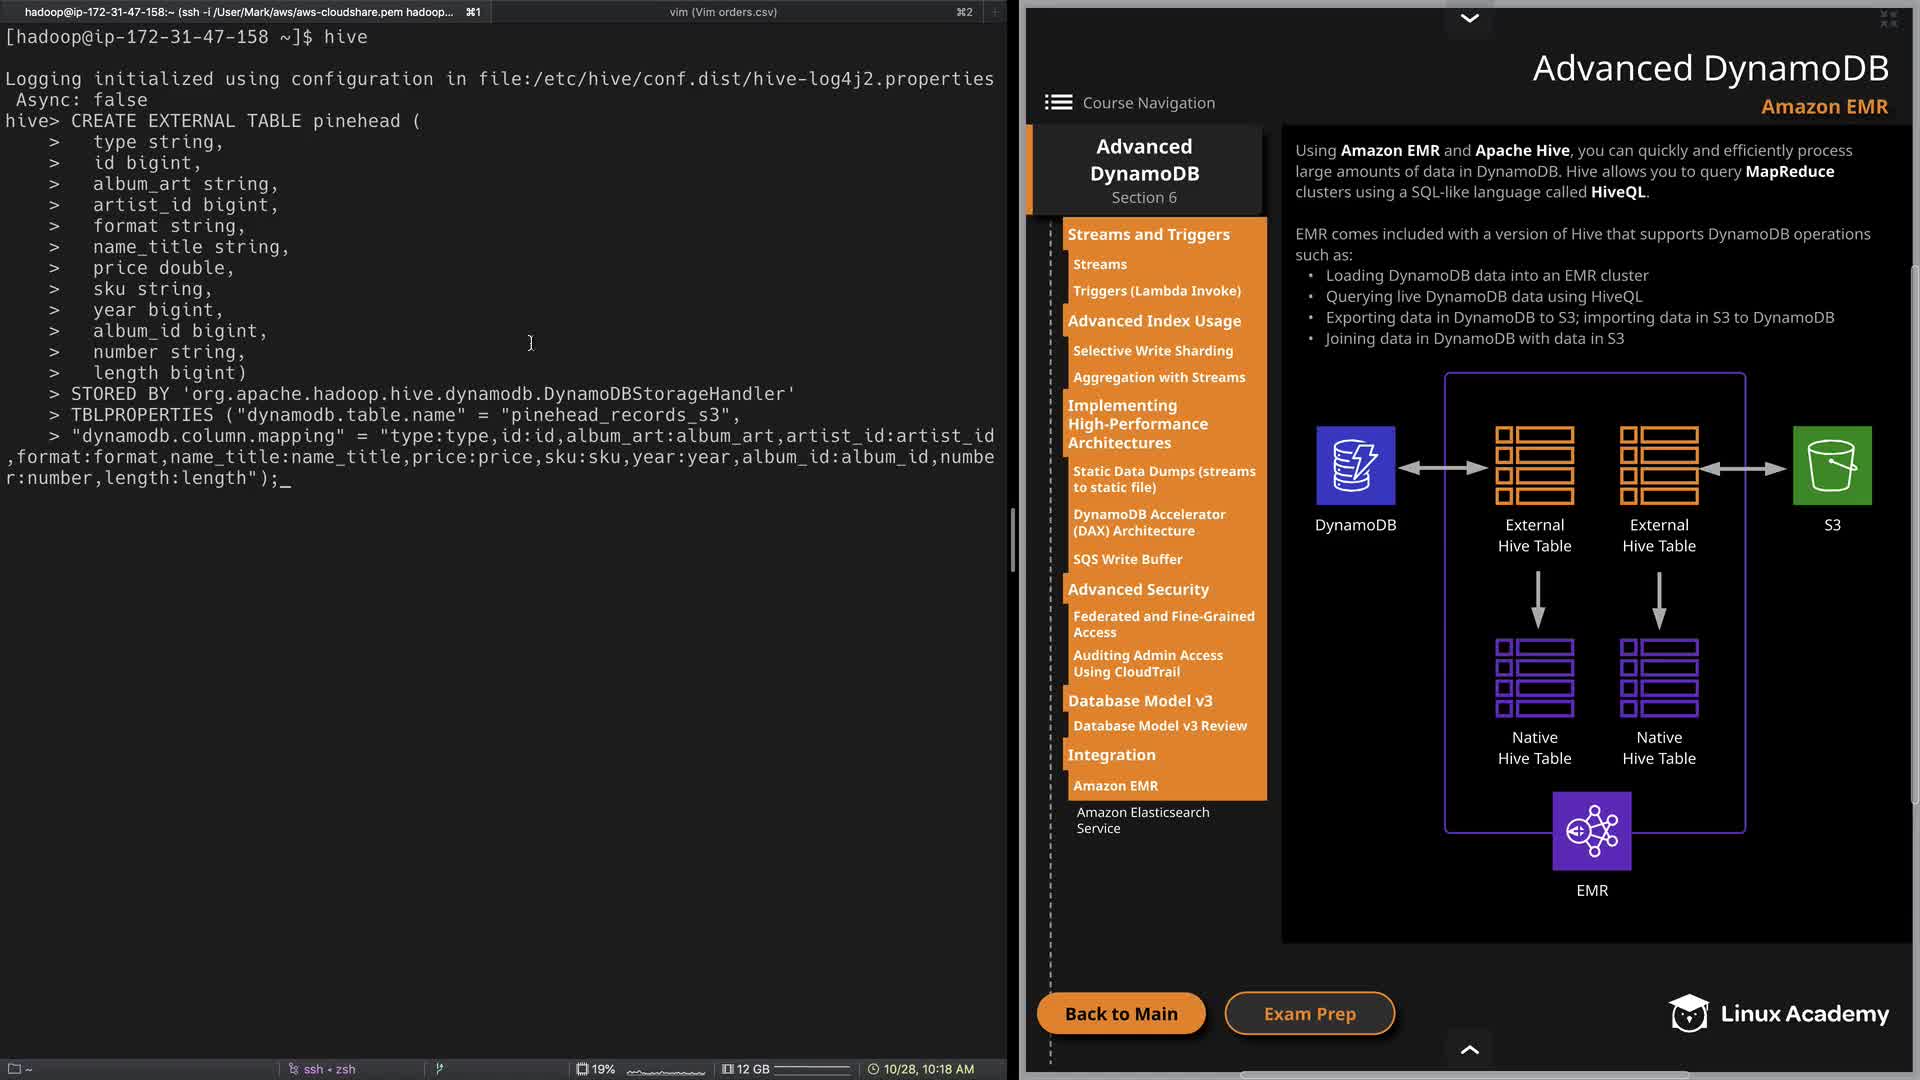 hadoop@ip-172-31-47-158:~ (ssh -i /User/Mark/aws/aws-cloudshare.pem hadoop... ⌘1
vim (Vim orders.csv) ⌘2
[hadoop@ip-172-31-47-158 ~]$ hive
Logging initialized using configuration in file:/etc/hive/conf.dist/hive-log4j2.properties
Async: false
hive> CREATE EXTERNAL TABLE pinehead (
> type string,
> id bigint,
> album_art string,
> artist_id bigint,
> format string,
> name_title string,
> price double,
> sku string,
> year bigint,
> album_id bigint,
> number string,
> length bigint)
> STORED BY 'org.apache.hadoop.hive.dynamodb.DynamoDBStorageHandler'
> TBLPROPERTIES ("dynamodb.table.name" = "pinehead_records_s3",
> "dynamodb.column.mapping" = "type:type,id:id,album_art:album_art,artist_id:artist_id
,format:format,name_title:name_title,price:price,sku:sku,year:year,album_id:album_id,numbe
r:number,length:length");_
~
ssh • zsh
19%
12 GB
10/28, 10:18 AM
Advanced DynamoDB
Amazon EMR
Course Navigation
Advanced
DynamoDB
Section 6
Streams and Triggers
Streams
Triggers (Lambda Invoke)
Advanced Index Usage
Selective Write Sharding
Aggregation with Streams
Implementing
High-Performance
Architectures
Static Data Dumps (streams
to static file)
DynamoDB Accelerator
(DAX) Architecture
SQS Write Buffer
Advanced Security
Federated and Fine-Grained
Access
Auditing Admin Access
Using CloudTrail
Database Model v3
Database Model v3 Review
Integration
Amazon EMR
Amazon Elasticsearch
Service
Using Amazon EMR and Apache Hive, you can quickly and efficiently process
large amounts of data in DynamoDB. Hive allows you to query MapReduce
clusters using a SQL-like language called HiveQL.
EMR comes included with a version of Hive that supports DynamoDB operations
such as:
• Loading DynamoDB data into an EMR cluster
• Querying live DynamoDB data using HiveQL
• Exporting data in DynamoDB to S3; importing data in S3 to DynamoDB
• Joining data in DynamoDB with data in S3
DynamoDB
External
Hive Table
External
Hive Table
S3
Native
Hive Table
Native
Hive Table
EMR
Back to Main
Exam Prep
Linux Academy